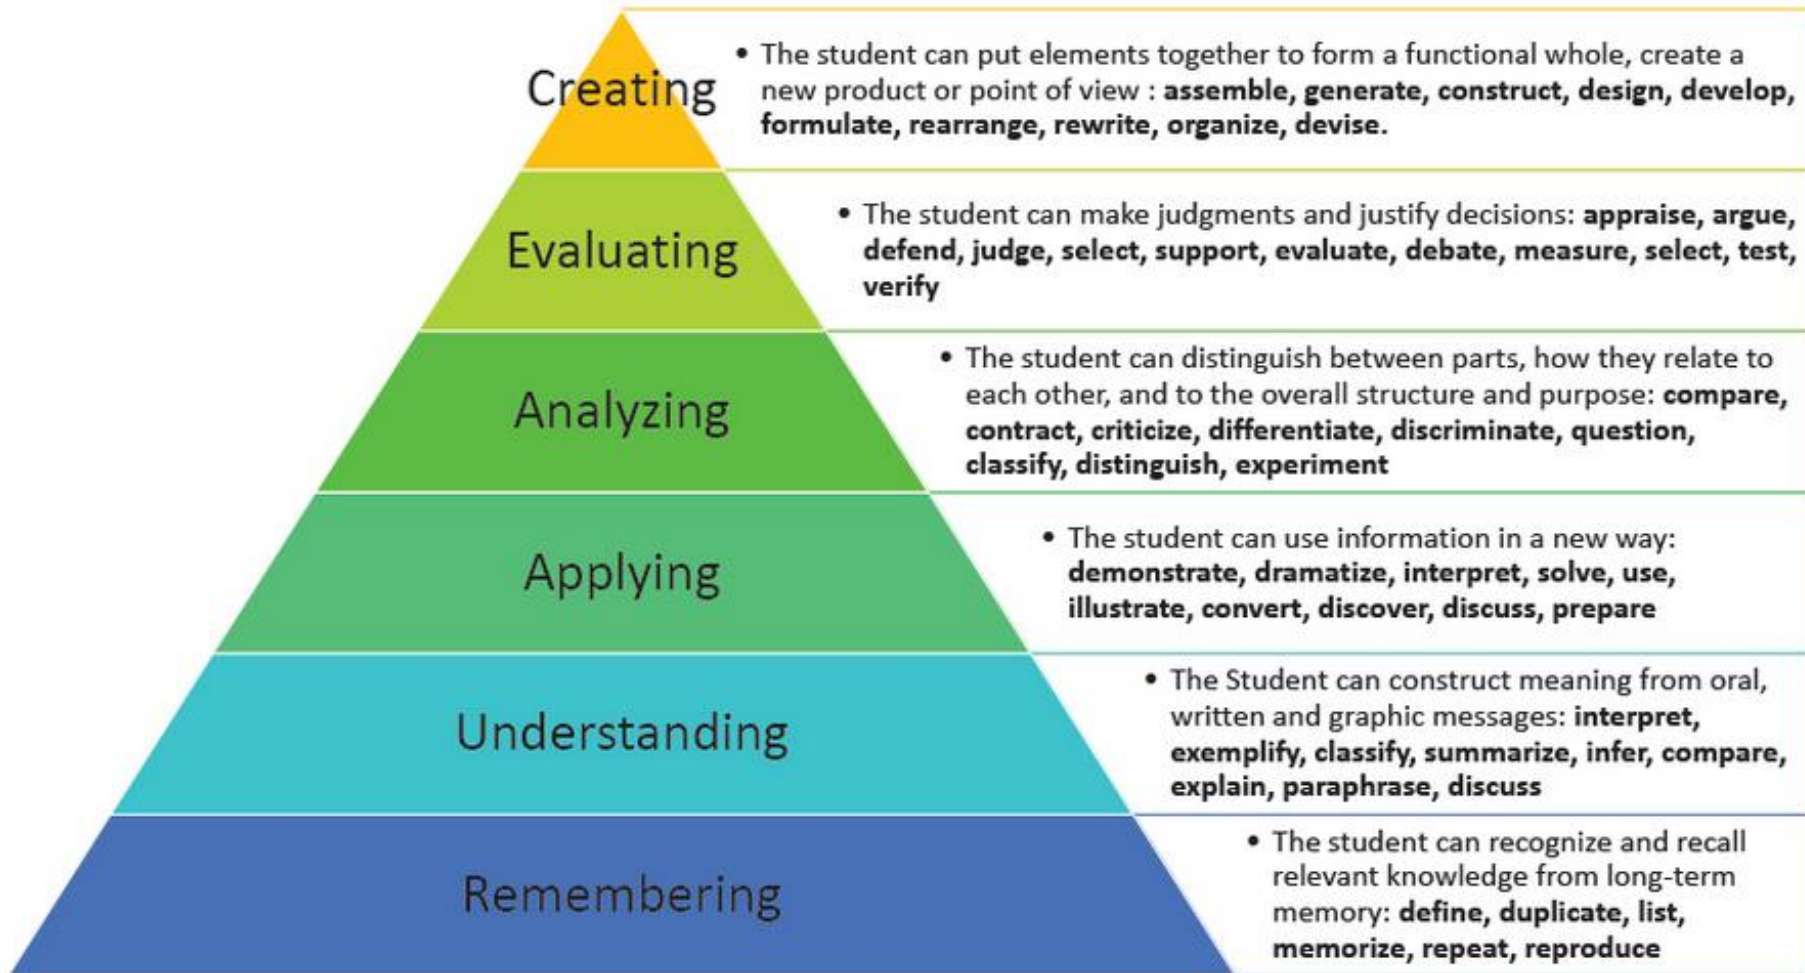 Creating
• The student can put elements together to form a functional whole, create a
new product or point of view : assemble, generate, construct, design, develop,
formulate, rearrange, rewrite, organize, devise.
Evaluating
• The student can make judgments and justify decisions: appraise, argue,
defend, judge, select, support, evaluate, debate, measure, select, test,
verify
Analyzing
• The student can distinguish between parts, how they relate to
each other, and to the overall structure and purpose: compare,
contract, criticize, differentiate, discriminate, question,
classify, distinguish, experiment
Applying
• The student can use information in a new way:
demonstrate, dramatize, interpret, solve, use,
illustrate, convert, discover, discuss, prepare
Understanding
• The Student can construct meaning from oral,
written and graphic messages: interpret,
exemplify, classify, summarize, infer, compare,
explain, paraphrase, discuss
Remembering
• The student can recognize and recall
relevant knowledge from long-term
memory: define, duplicate, list,
memorize, repeat, reproduce